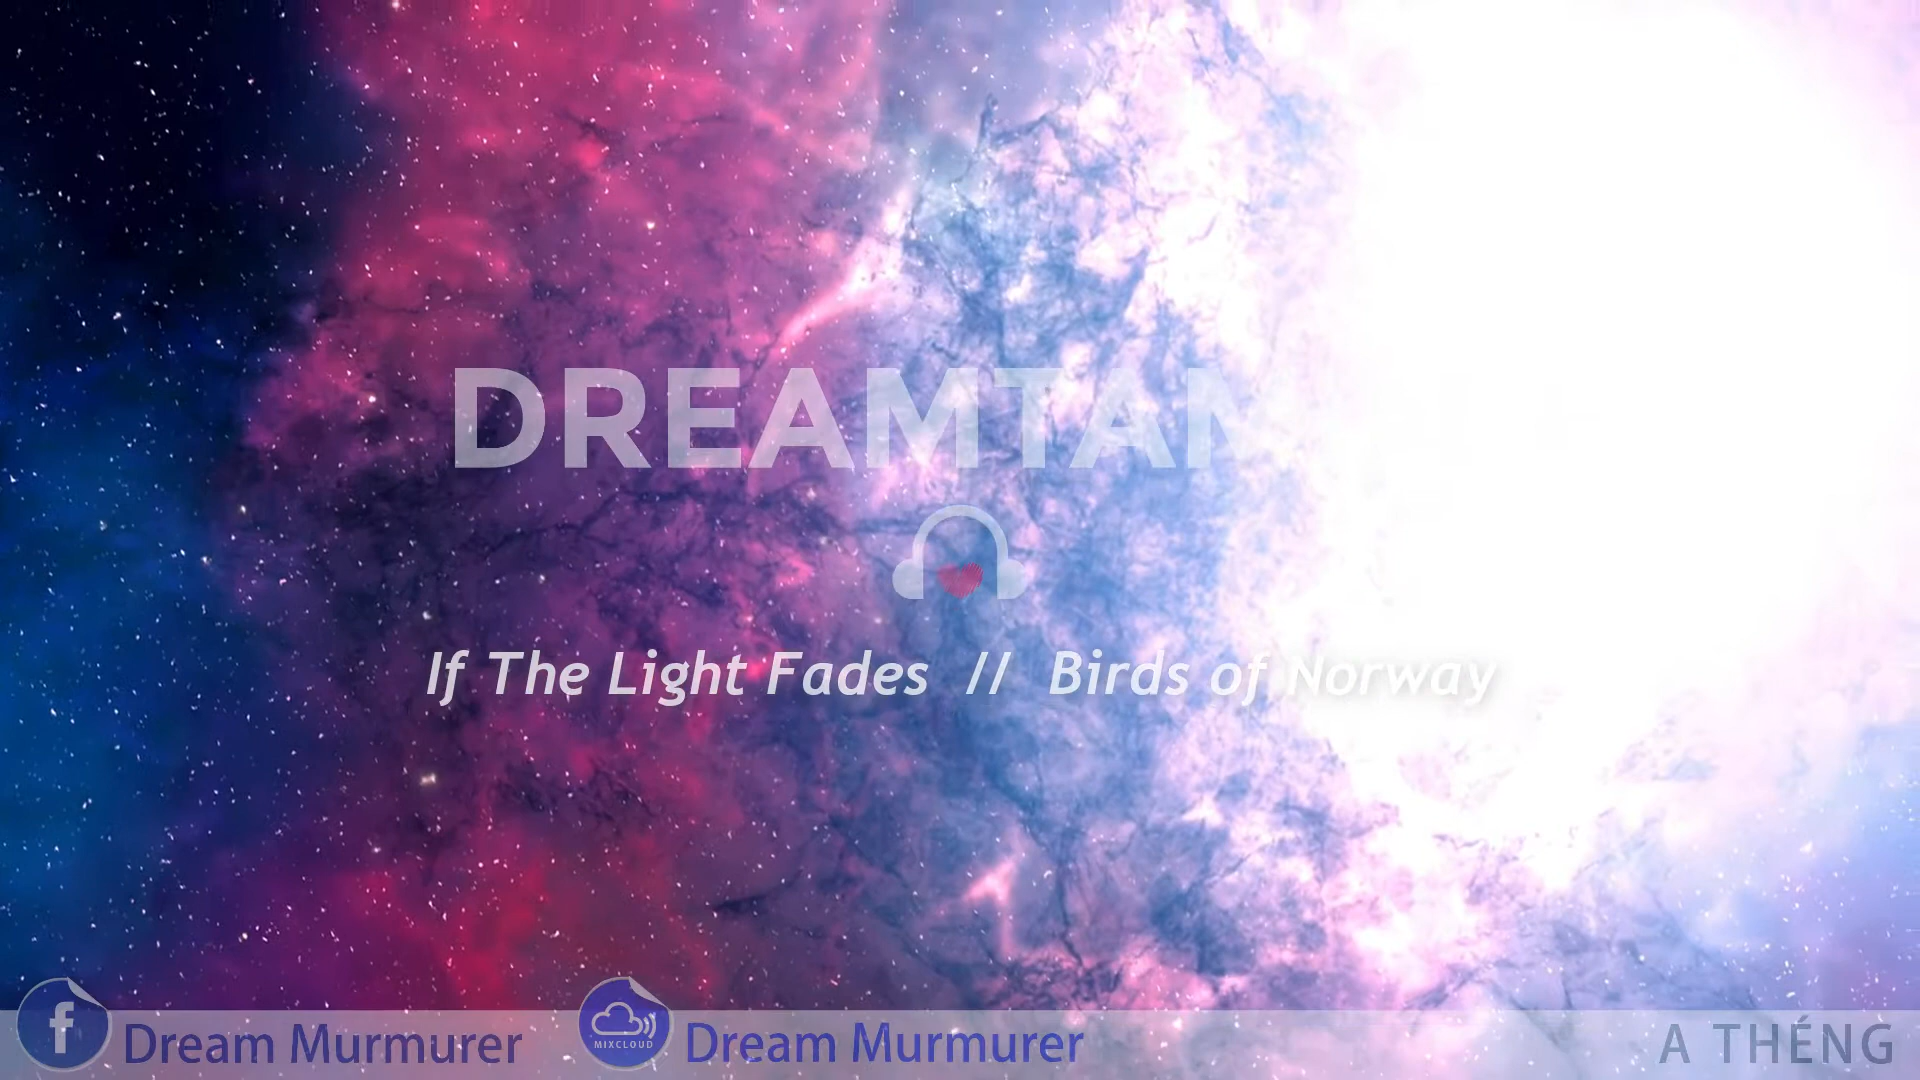 DREAMTAN
If The Light Fades // Birds of Norway
Dream Murmurer
MIXCLOUD
Dream Murmurer
A THÉNG